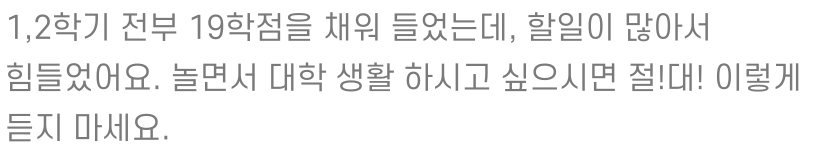 1,2학기 전부 19학점을 채워 들었는데, 할일이 많아서
힘들었어요. 놀면서 대학 생활 하시고 싶으시면 절!대! 이렇게
듣지 마세요.